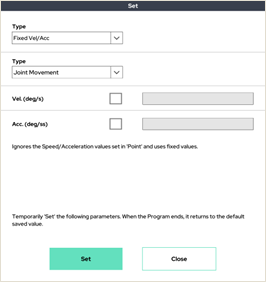 Set
Type
Fixed Vel/Acc
Type
Joint Movement
Vel. (deg/s)
Acc. (deg/ss)
Ignores the Speed/Acceleration values set in 'Point' and uses fixed values.
Temporarily 'Set' the following parameters. When the Program ends, it returns to the default
saved value.
Set Close